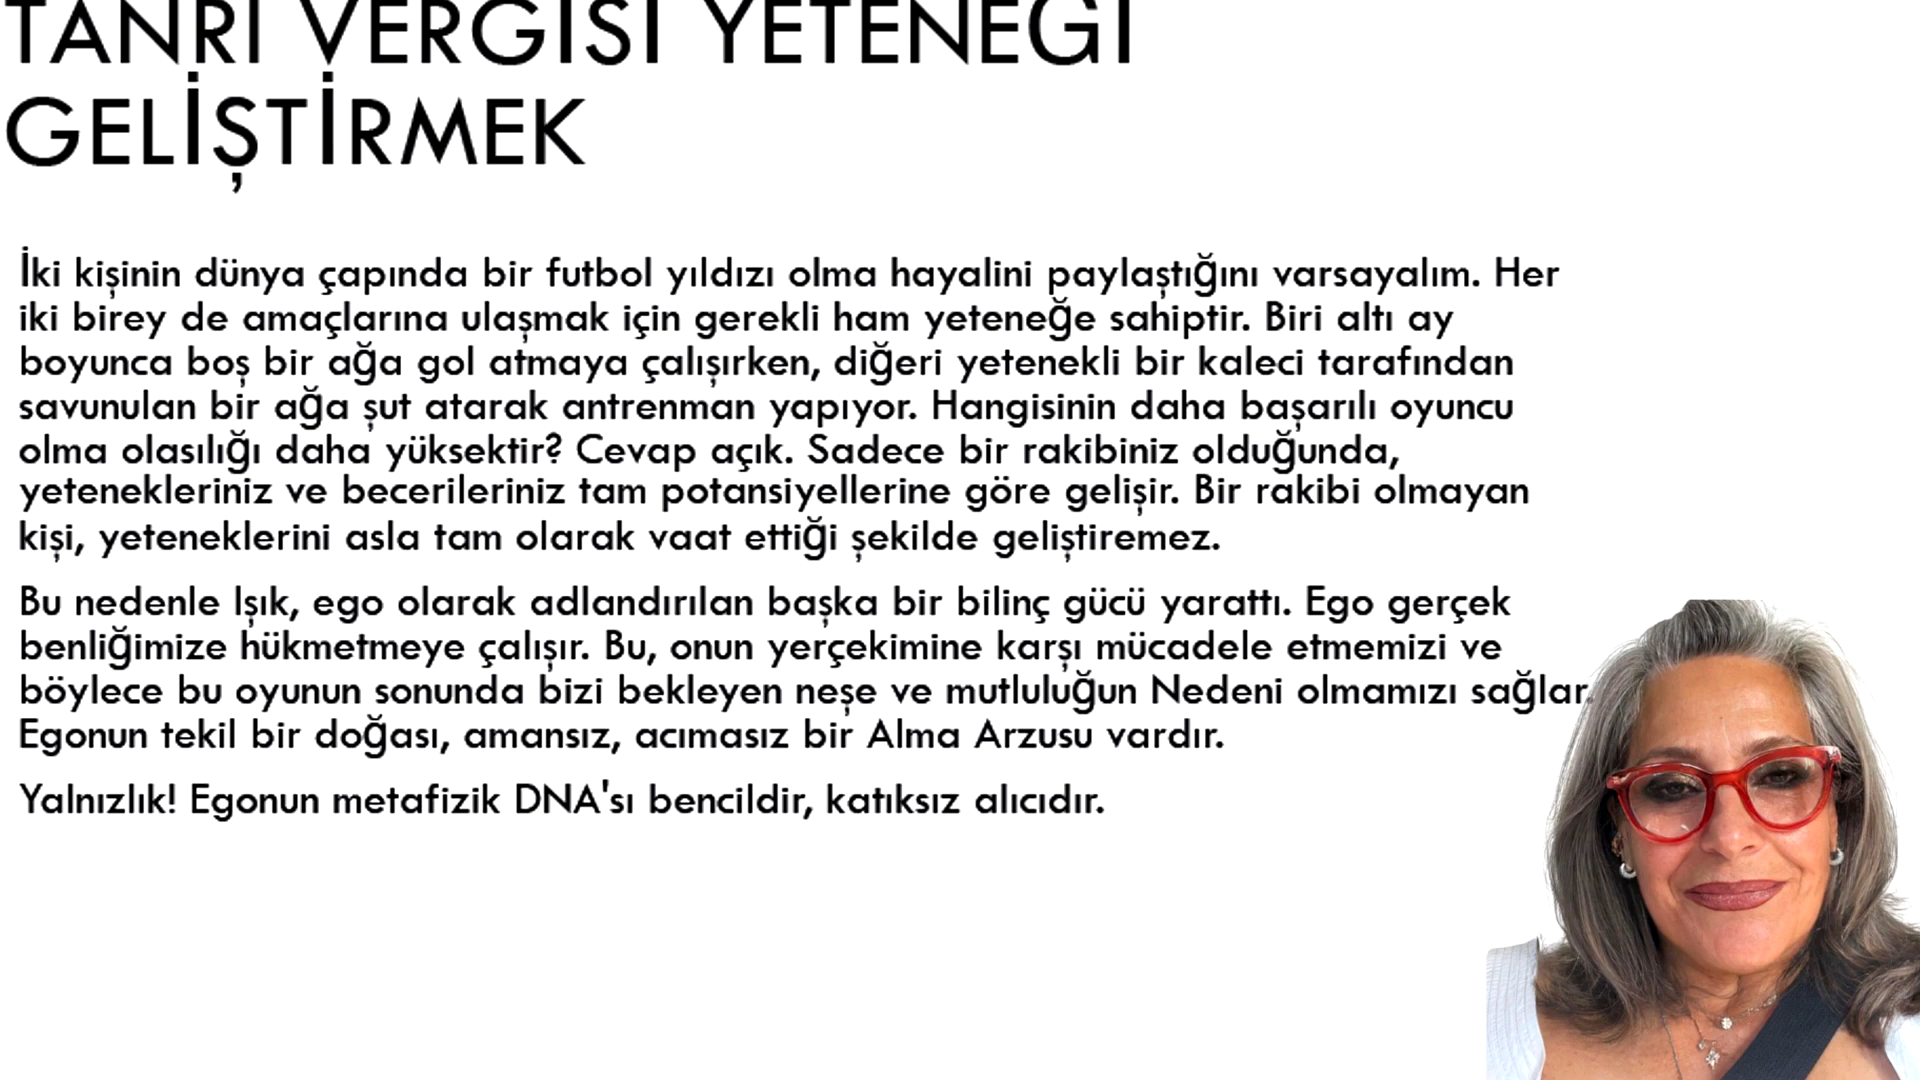 TANRI VERGİSİ YETENEĞİ
GELİŞTİRMEK
İki kişinin dünya çapında bir futbol yıldızı olma hayalini paylaştığını varsayalım. Her
iki birey de amaçlarına ulaşmak için gerekli ham yeteneğe sahiptir. Biri altı ay
boyunca boş bir ağa gol atmaya çalışırken, diğeri yetenekli bir kaleci tarafından
savunulan bir ağa şut atarak antrenman yapıyor. Hangisinin daha başarılı oyuncu
olma olasılığı daha yüksektir? Cevap açık. Sadece bir rakibiniz olduğunda,
yetenekleriniz ve becerileriniz tam potansiyellerine göre gelişir. Bir rakibi olmayan
kişi, yeteneklerini asla tam olarak vaat ettiği şekilde geliştiremez.
Bu nedenle Işık, ego olarak adlandırılan başka bir bilinç gücü yarattı. Ego gerçek
benliğimize hükmetmeye çalışır. Bu, onun yerçekimine karşı mücadele etmemizi ve
böylece bu oyunun sonunda bizi bekleyen neşe ve mutluluğun Nedeni olmamızı sağlar.
Egonun tekil bir doğası, amansız, acımasız bir Alma Arzusu vardır.
Yalnızlık! Egonun metafizik DNA'sı bencildir, katıksız alıcıdır.